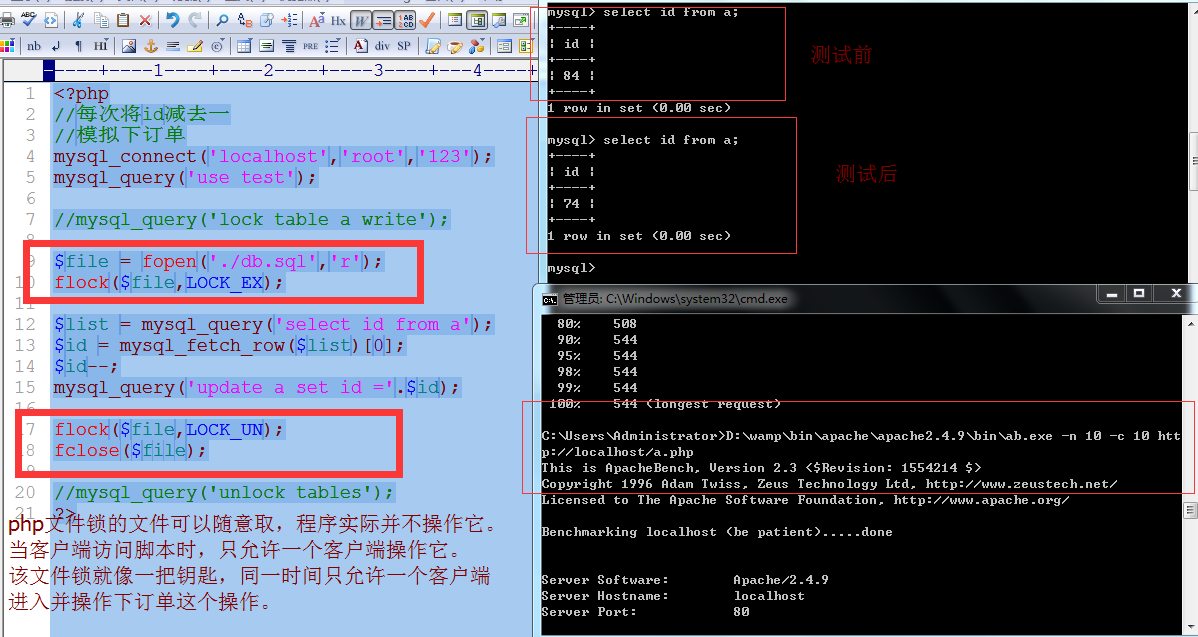 nb
Hx
W
1AB
2CD
H1
PRE
A
div
SP
----+----1----+----2----+----3----+----4----+
1 <?php
2 //每次将id减去一
3 //模拟下订单
4 mysql_connect('localhost','root','123');
5 mysql_query('use test');
6
7 //mysql_query('lock table a write');
9 $file = fopen('./db.sql','r');
10 flock($file,LOCK_EX);
11
12 $list = mysql_query('select id from a');
13 $id = mysql_fetch_row($list)[0];
14 $id--;
15 mysql_query('update a set id ='.$id);
16
17 flock($file,LOCK_UN);
18 fclose($file);
20 //mysql_query('unlock tables');
21 ?>
php文件锁的文件可以随意取，程序实际并不操作它。
当客户端访问脚本时，只允许一个客户端操作它。
该文件锁就像一把钥匙，同一时间只允许一个客户端
进入并操作下订单这个操作。
mysql> select id from a;
+----+
| id |
+----+
| 84 |
+----+
1 row in set (0.00 sec)
测试前
mysql> select id from a;
+----+
| id |
+----+
| 74 |
+----+
1 row in set (0.00 sec)
测试后
mysql>
管理员: C:\Windows\system32\cmd.exe
80% 508
90% 544
95% 544
98% 544
99% 544
100% 544 (longest request)
C:\Users\Administrator>D:\wamp\bin\apache\apache2.4.9\bin\ab.exe -n 10 -c 10 htt
p://localhost/a.php
This is ApacheBench, Version 2.3 <$Revision: 1554214 $>
Copyright 1996 Adam Twiss, Zeus Technology Ltd, http://www.zeustech.net/
Licensed to The Apache Software Foundation, http://www.apache.org/
Benchmarking localhost (be patient).....done
Server Software: Apache/2.4.9
Server Hostname: localhost
Server Port: 80